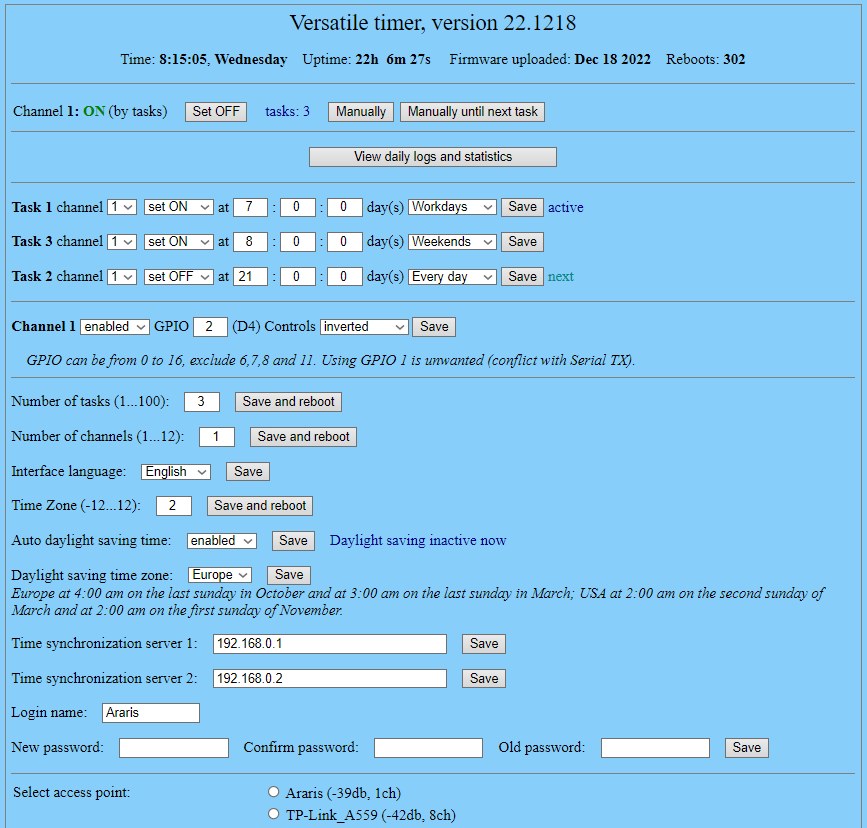 Versatile timer, version 22.1218
Time: 8:15:05, Wednesday Uptime: 22h 6m 27s Firmware uploaded: Dec 18 2022 Reboots: 302
Channel 1: ON (by tasks) Set OFF tasks: 3 Manually Manually until next task
View daily logs and statistics
Task 1 channel 1 set ON at 7 : 0 : 0 day(s) Workdays Save active
Task 3 channel 1 set ON at 8 : 0 : 0 day(s) Weekends Save
Task 2 channel 1 set OFF at 21 : 0 : 0 day(s) Every day Save next
Channel 1 enabled GPIO 2 (D4) Controls inverted Save
GPIO can be from 0 to 16, exclude 6,7,8 and 11. Using GPIO 1 is unwanted (conflict with Serial TX).
Number of tasks (1...100): 3 Save and reboot
Number of channels (1...12): 1 Save and reboot
Interface language: English Save
Time Zone (-12...12): 2 Save and reboot
Auto daylight saving time: enabled Save Daylight saving inactive now
Daylight saving time zone: Europe Save
Europe at 4:00 am on the last sunday in October and at 3:00 am on the last sunday in March; USA at 2:00 am on the second sunday of
March and at 2:00 am on the first sunday of November.
Time synchronization server 1: 192.168.0.1 Save
Time synchronization server 2: 192.168.0.2 Save
Login name: Araris
New password: Confirm password: Old password: Save
Select access point: Araris (-39db, 1ch)
TP-Link_A559 (-42db, 8ch)